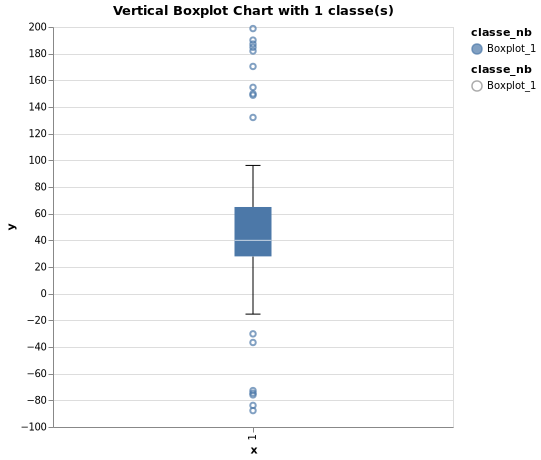 Vertical Boxplot Chart with 1 classe(s)
200
180
160
140
120
100
80
60
40
20
0
−20
−40
−60
−80
−100
y
1
x
classe_nb
Boxplot_1
classe_nb
Boxplot_1